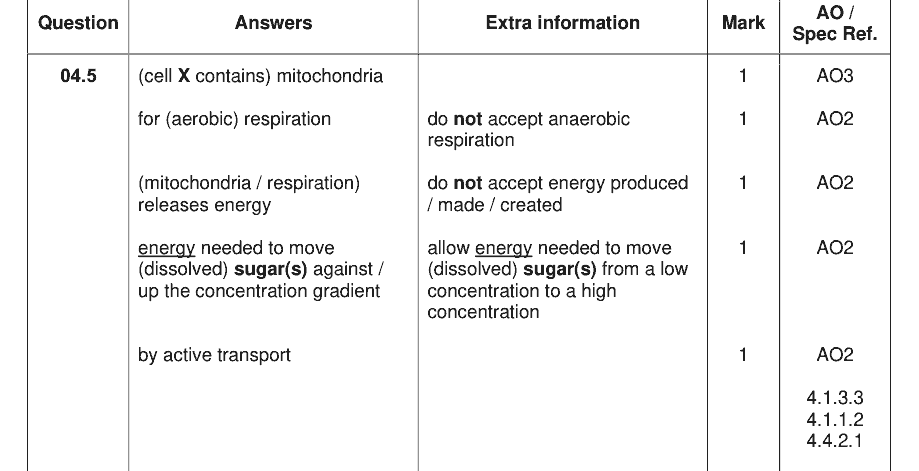 Question Answers Extra information Mark AO /
Spec Ref.
04.5 (cell X contains) mitochondria 1 AO3
for (aerobic) respiration do not accept anaerobic 1 AO2
respiration
(mitochondria / respiration) do not accept energy produced 1 AO2
releases energy / made / created
energy needed to move allow energy needed to move 1 AO2
(dissolved) sugar(s) against / (dissolved) sugar(s) from a low
up the concentration gradient concentration to a high
concentration
by active transport 1 AO2
4.1.3.3
4.1.1.2
4.4.2.1